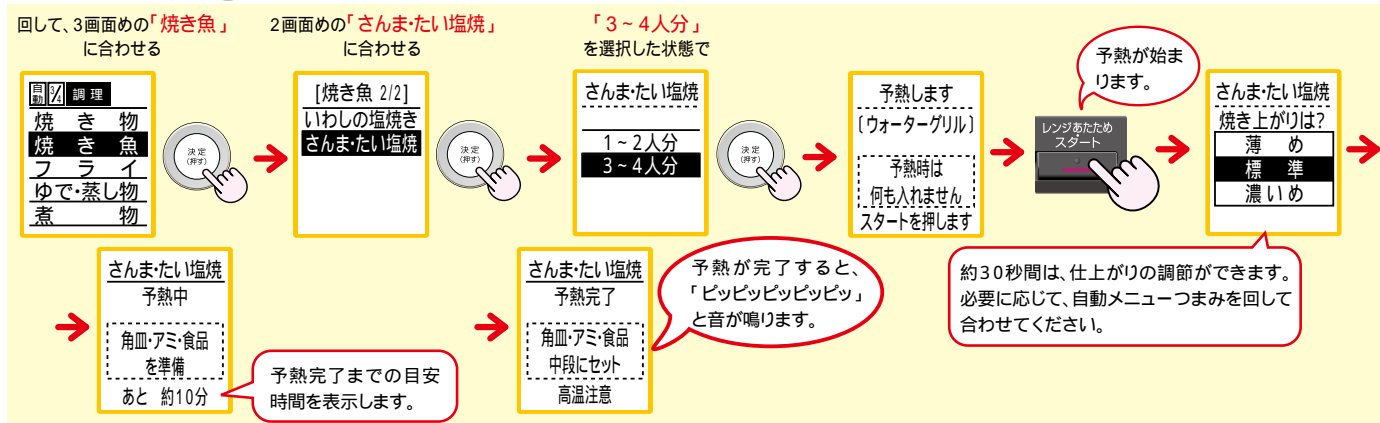 回して、3画面めの「焼き魚」
に合わせる
自動 3/4 調理
焼き物
焼き魚
フライ
ゆで・蒸し物
煮物
決定
(押す)
2画面めの「さんま・たい塩焼」
に合わせる
[焼き魚 2/2]
いわしの塩焼き
さんま・たい塩焼
決定
(押す)
「3~4人分」
を選択した状態で
さんま・たい塩焼
1~2人分
3~4人分
決定
(押す)
予熱します
〔ウォーターグリル〕
予熱時は
何も入れません
スタートを押します
予熱が始ま
ります。
レンジあたため
スタート
さんま・たい塩焼
焼き上がりは?
薄め
標準
濃いめ
約30秒間は、仕上がりの調節ができます。
必要に応じて、自動メニューつまみを回して
合わせてください。
さんま・たい塩焼
予熱中
角皿・アミ・食品
を準備
あと 約10分
予熱完了までの目安
時間を表示します。
さんま・たい塩焼
予熱完了
角皿・アミ・食品
中段にセット
高温注意
予熱が完了すると、
「ピッピッピッピッピッ」
と音が鳴ります。